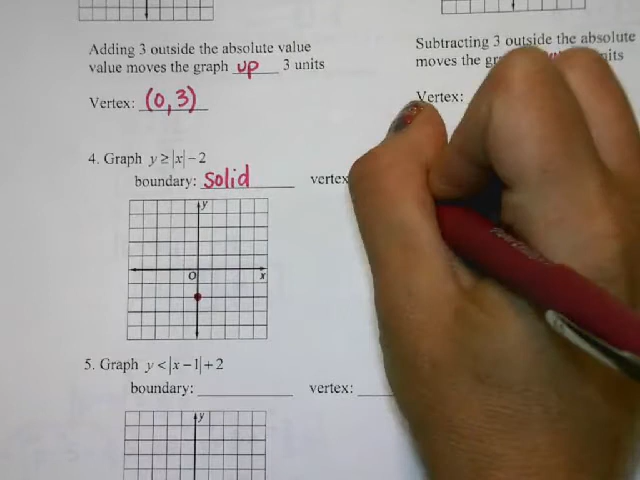 Adding 3 outside the absolute value
value moves the graph up 3 units
Vertex: (0, 3)
Subtracting 3 outside the absolute
moves the
Vertex:
4. Graph y ≥ |x| − 2
boundary: solid
vertex
y
O
x
5. Graph y < |x − 1| + 2
boundary:
vertex:
y